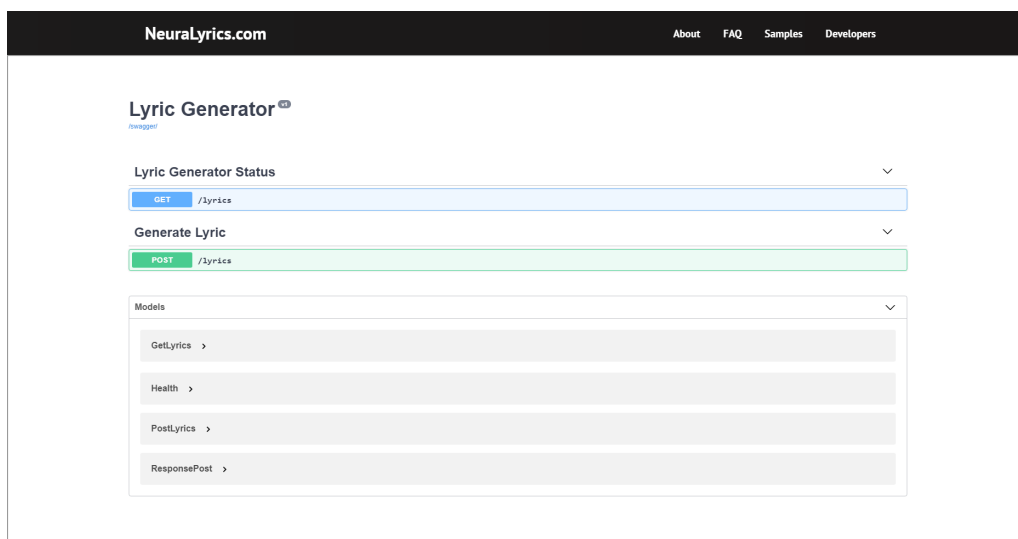 NeuraLyrics.com About FAQ Samples Developers
Lyric Generator v1
/swagger/
Lyric Generator Status
GET /lyrics
Generate Lyric
POST /lyrics
Models
GetLyrics
Health
PostLyrics
ResponsePost